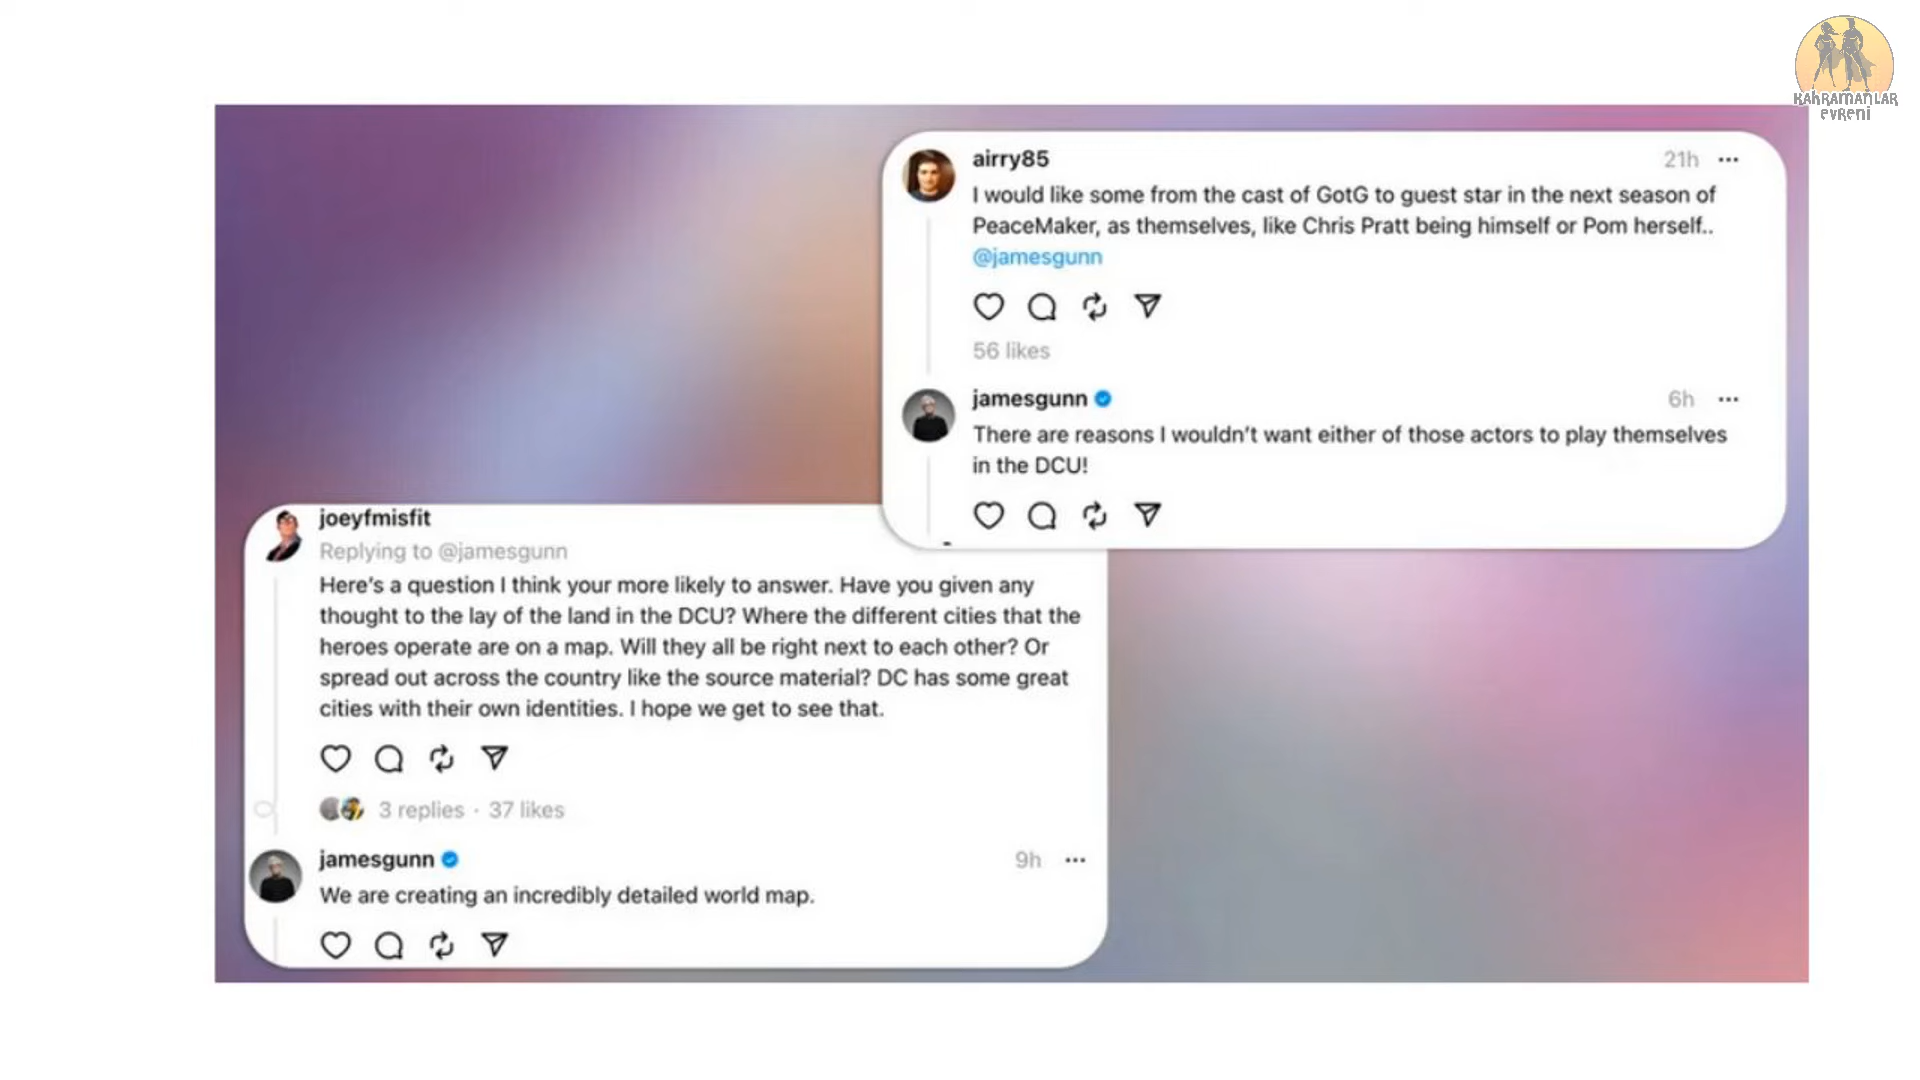 KAHRAMANLAR
EVRENİ
airry85
21h
I would like some from the cast of GotG to guest star in the next season of
PeaceMaker, as themselves, like Chris Pratt being himself or Pom herself..
@jamesgunn
56 likes
jamesgunn
6h
There are reasons I wouldn't want either of those actors to play themselves
in the DCU!
joeyfmisfit
Replying to @jamesgunn
Here's a question I think your more likely to answer. Have you given any
thought to the lay of the land in the DCU? Where the different cities that the
heroes operate are on a map. Will they all be right next to each other? Or
spread out across the country like the source material? DC has some great
cities with their own identities. I hope we get to see that.
3 replies · 37 likes
jamesgunn
9h
We are creating an incredibly detailed world map.